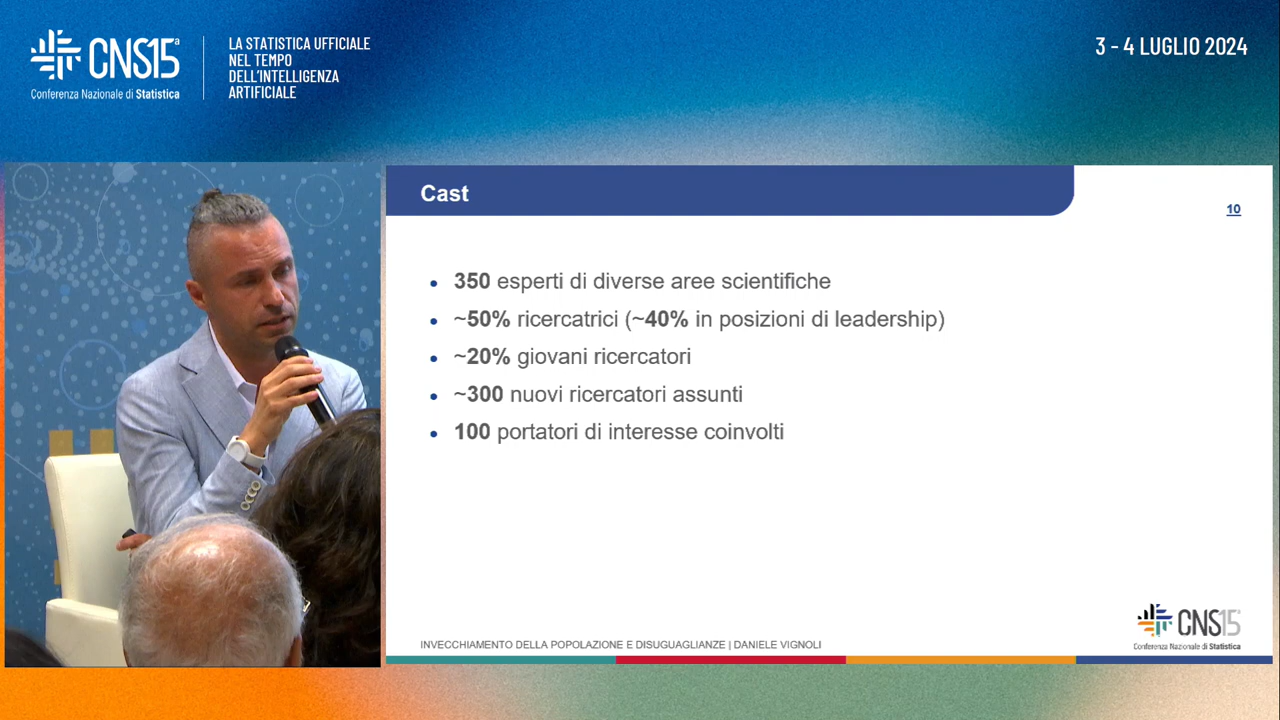 CNS15ª
Conferenza Nazionale di Statistica
LA STATISTICA UFFICIALE
NEL TEMPO
DELL'INTELLIGENZA
ARTIFICIALE
3 - 4 LUGLIO 2024
Cast
10
• 350 esperti di diverse aree scientifiche
• ~50% ricercatrici (~40% in posizioni di leadership)
• ~20% giovani ricercatori
• ~300 nuovi ricercatori assunti
• 100 portatori di interesse coinvolti
INVECCHIAMENTO DELLA POPOLAZIONE E DISUGUAGLIANZE | DANIELE VIGNOLI
CNS15ª
Conferenza Nazionale di Statistica